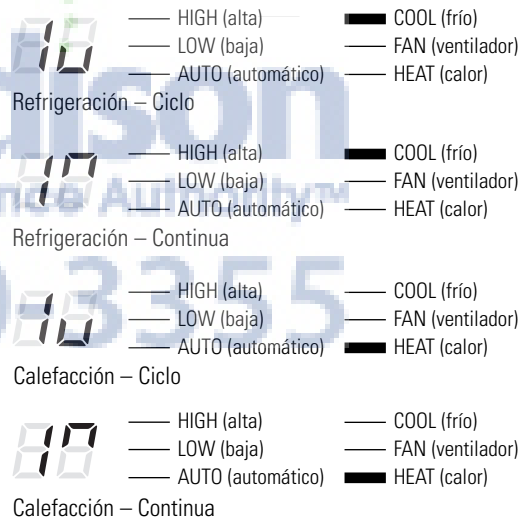 HIGH (alta) COOL (frío)
LOW (baja) FAN (ventilador)
AUTO (automático) HEAT (calor)
Refrigeración – Ciclo
HIGH (alta) COOL (frío)
LOW (baja) FAN (ventilador)
AUTO (automático) HEAT (calor)
Refrigeración – Continua
HIGH (alta) COOL (frío)
LOW (baja) FAN (ventilador)
AUTO (automático) HEAT (calor)
Calefacción – Ciclo
HIGH (alta) COOL (frío)
LOW (baja) FAN (ventilador)
AUTO (automático) HEAT (calor)
Calefacción – Continua